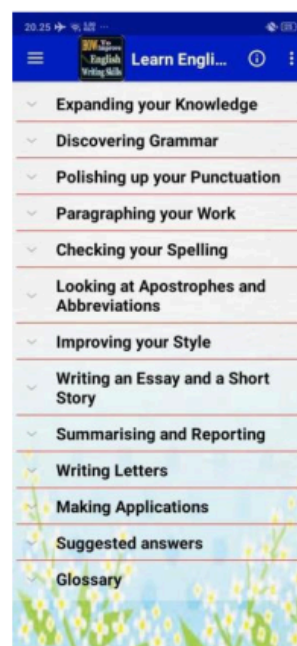 20.25
HOW To
Improve
English
Writing Skills
Learn Engli...
Expanding your Knowledge
Discovering Grammar
Polishing up your Punctuation
Paragraphing your Work
Checking your Spelling
Looking at Apostrophes and
Abbreviations
Improving your Style
Writing an Essay and a Short
Story
Summarising and Reporting
Writing Letters
Making Applications
Suggested answers
Glossary